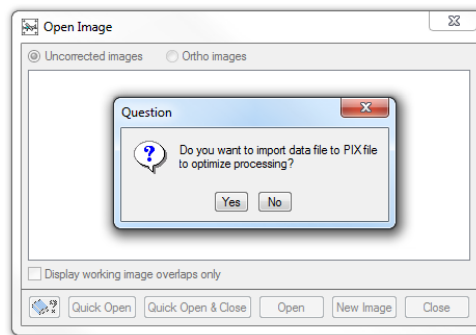 Open Image
Uncorrected images Ortho images
Question
Do you want to import data file to PIX file
to optimize processing?
Yes No
Display working image overlaps only
Quick Open Quick Open & Close Open New Image Close